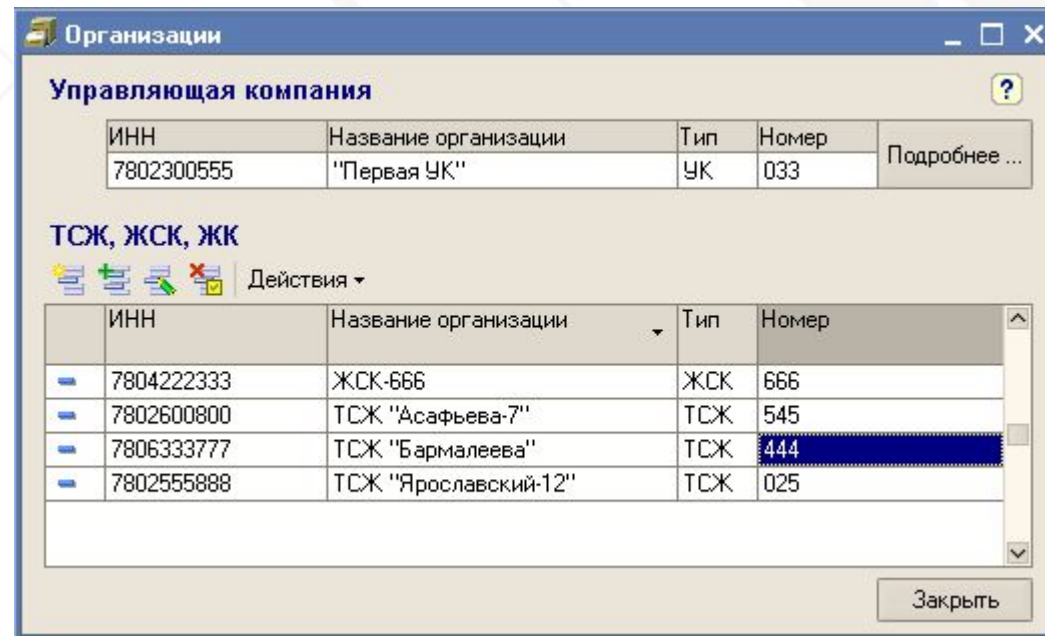 Организации
Управляющая компания
?
ИНН Название организации Тип Номер Подробнее ...
7802300555 "Первая УК" УК 033
ТСЖ, ЖСК, ЖК
Действия
ИНН Название организации Тип Номер
7804222333 ЖСК-666 ЖСК 666
7802600800 ТСЖ "Асафьева-7" ТСЖ 545
7806333777 ТСЖ "Бармалеева" ТСЖ 444
7802555888 ТСЖ "Ярославский-12" ТСЖ 025
Закрыть